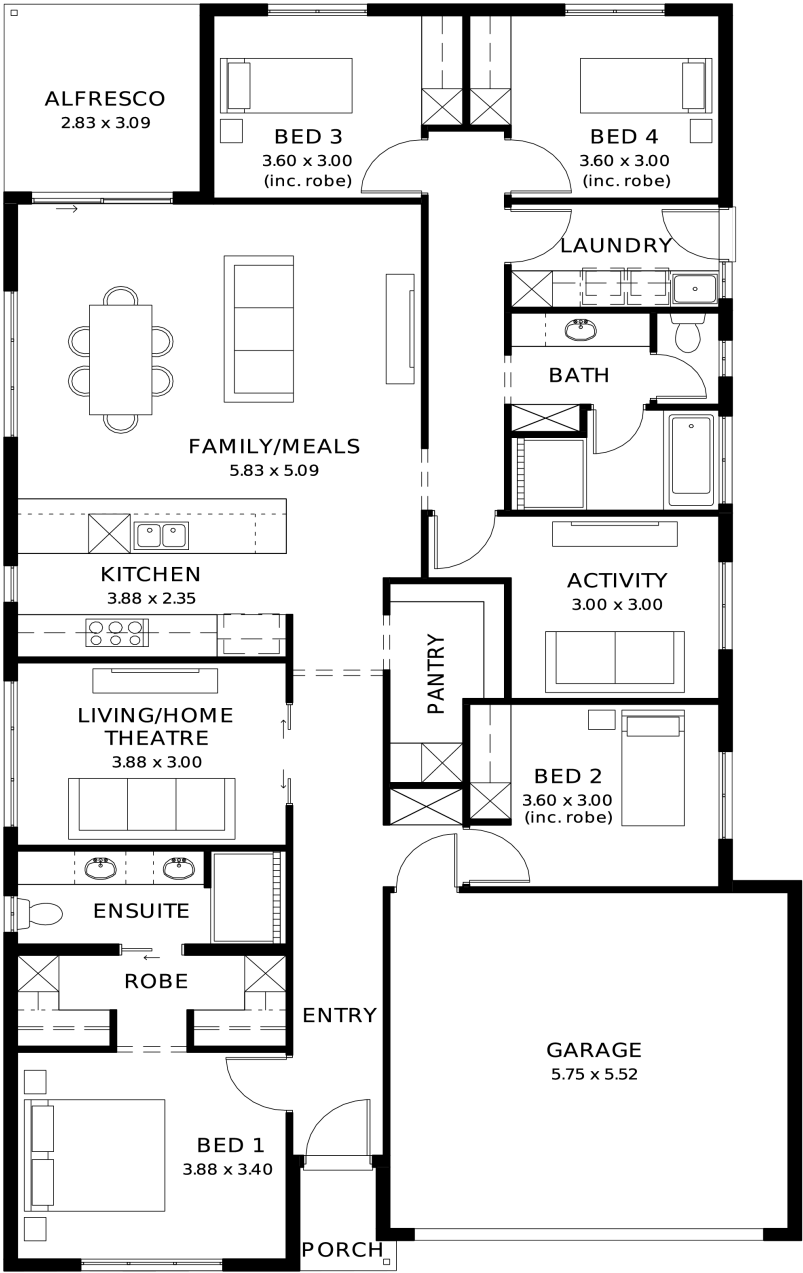 ALFRESCO
2.83 x 3.09
BED 3
3.60 x 3.00
(inc. robe)
BED 4
3.60 x 3.00
(inc. robe)
LAUNDRY
BATH
FAMILY/MEALS
5.83 x 5.09
KITCHEN
3.88 x 2.35
ACTIVITY
3.00 x 3.00
PANTRY
LIVING/HOME
THEATRE
3.88 x 3.00
BED 2
3.60 x 3.00
(inc. robe)
ENSUITE
ROBE
ENTRY
GARAGE
5.75 x 5.52
BED 1
3.88 x 3.40
PORCH